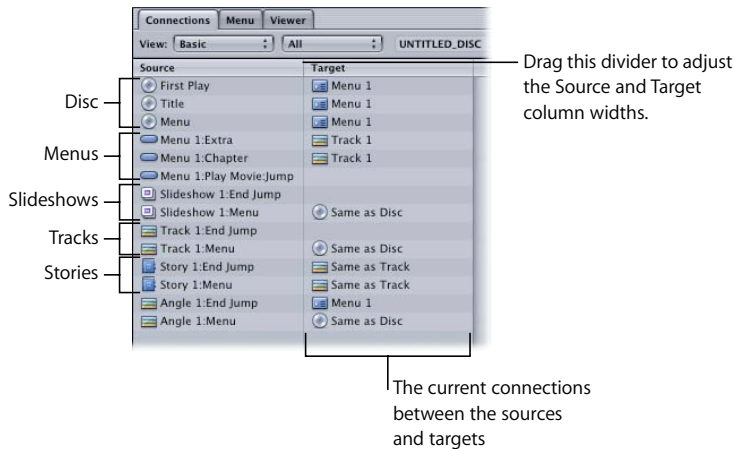 Connections Menu Viewer
View: Basic All UNTITLED_DISC
Source Target
First Play Menu 1
Title Menu 1
Menu Menu 1
Menu 1:Extra Track 1
Menu 1:Chapter Track 1
Menu 1:Play Movie:Jump
Slideshow 1:End Jump
Slideshow 1:Menu Same as Disc
Track 1:End Jump
Track 1:Menu Same as Disc
Story 1:End Jump Same as Track
Story 1:Menu Same as Track
Angle 1:End Jump Menu 1
Angle 1:Menu Same as Disc
Disc
Menus
Slideshows
Tracks
Stories
Drag this divider to adjust
the Source and Target
column widths.
The current connections
between the sources
and targets